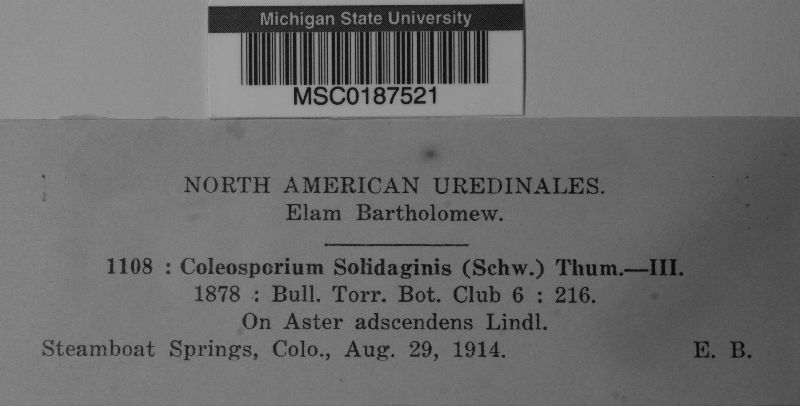 Michigan State University
MSC0187521
NORTH AMERICAN UREDINALES.
Elam Bartholomew.
1108 : Coleosporium Solidaginis (Schw.) Thum.—III.
1878 : Bull. Torr. Bot. Club 6 : 216.
On Aster adscendens Lindl.
Steamboat Springs, Colo., Aug. 29, 1914. E. B.